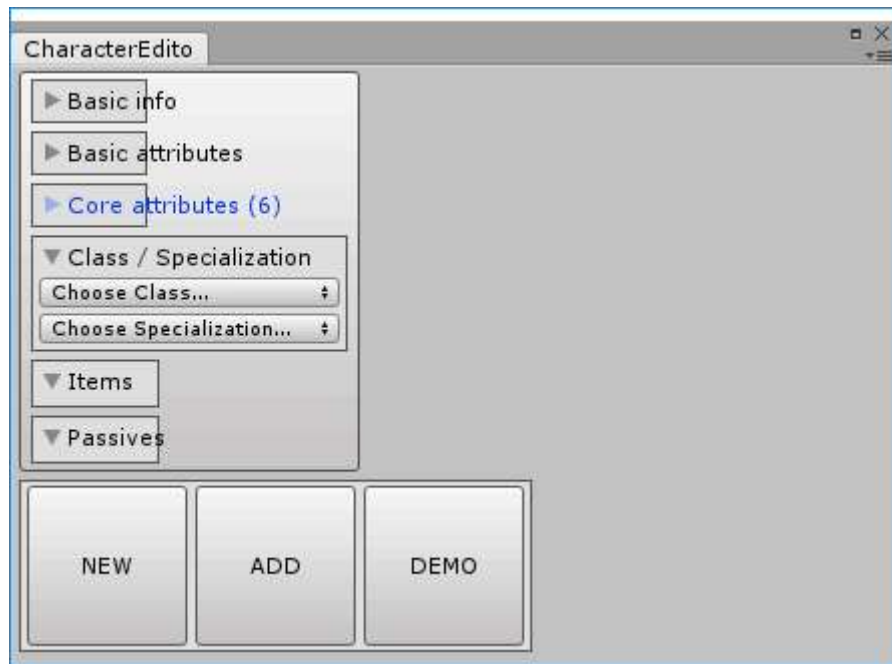 CharacterEdito
Basic info
Basic attributes
Core attributes (6)
Class / Specialization
Choose Class...
Choose Specialization...
Items
Passives
NEW ADD DEMO